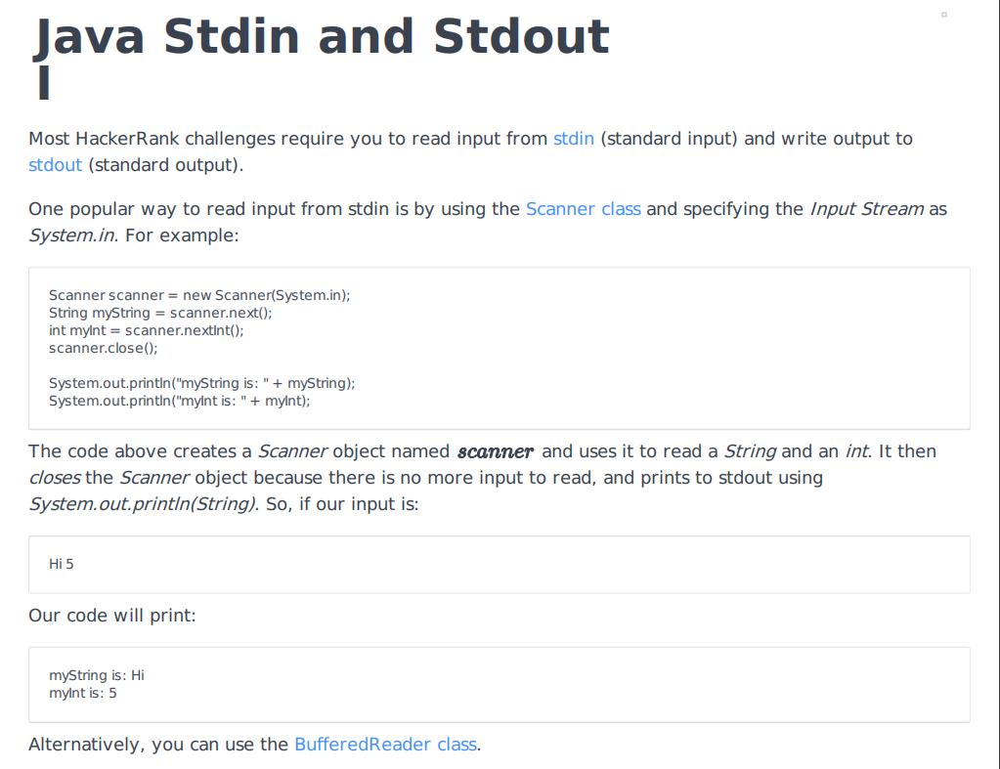 Java Stdin and Stdout
I
Most HackerRank challenges require you to read input from stdin (standard input) and write output to
stdout (standard output).
One popular way to read input from stdin is by using the Scanner class and specifying the Input Stream as
System.in. For example:
Scanner scanner = new Scanner(System.in);
String myString = scanner.next();
int myInt = scanner.nextInt();
scanner.close();
System.out.println("myString is: " + myString);
System.out.println("myInt is: " + myInt);
The code above creates a Scanner object named scanner and uses it to read a String and an int. It then
closes the Scanner object because there is no more input to read, and prints to stdout using
System.out.println(String). So, if our input is:
Hi 5
Our code will print:
myString is: Hi
myInt is: 5
Alternatively, you can use the BufferedReader class.